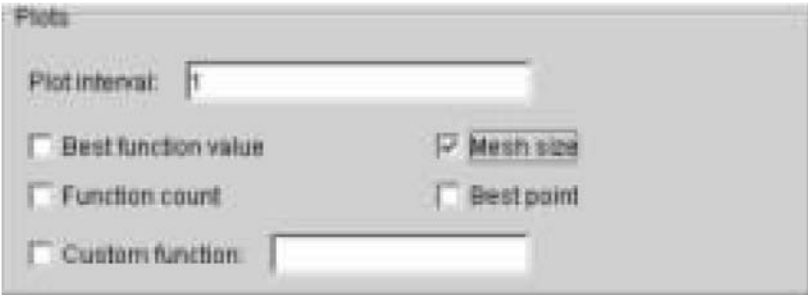 Plots
Plot interval: 1
Best function value
Mesh size
Function count
Best point
Custom function: